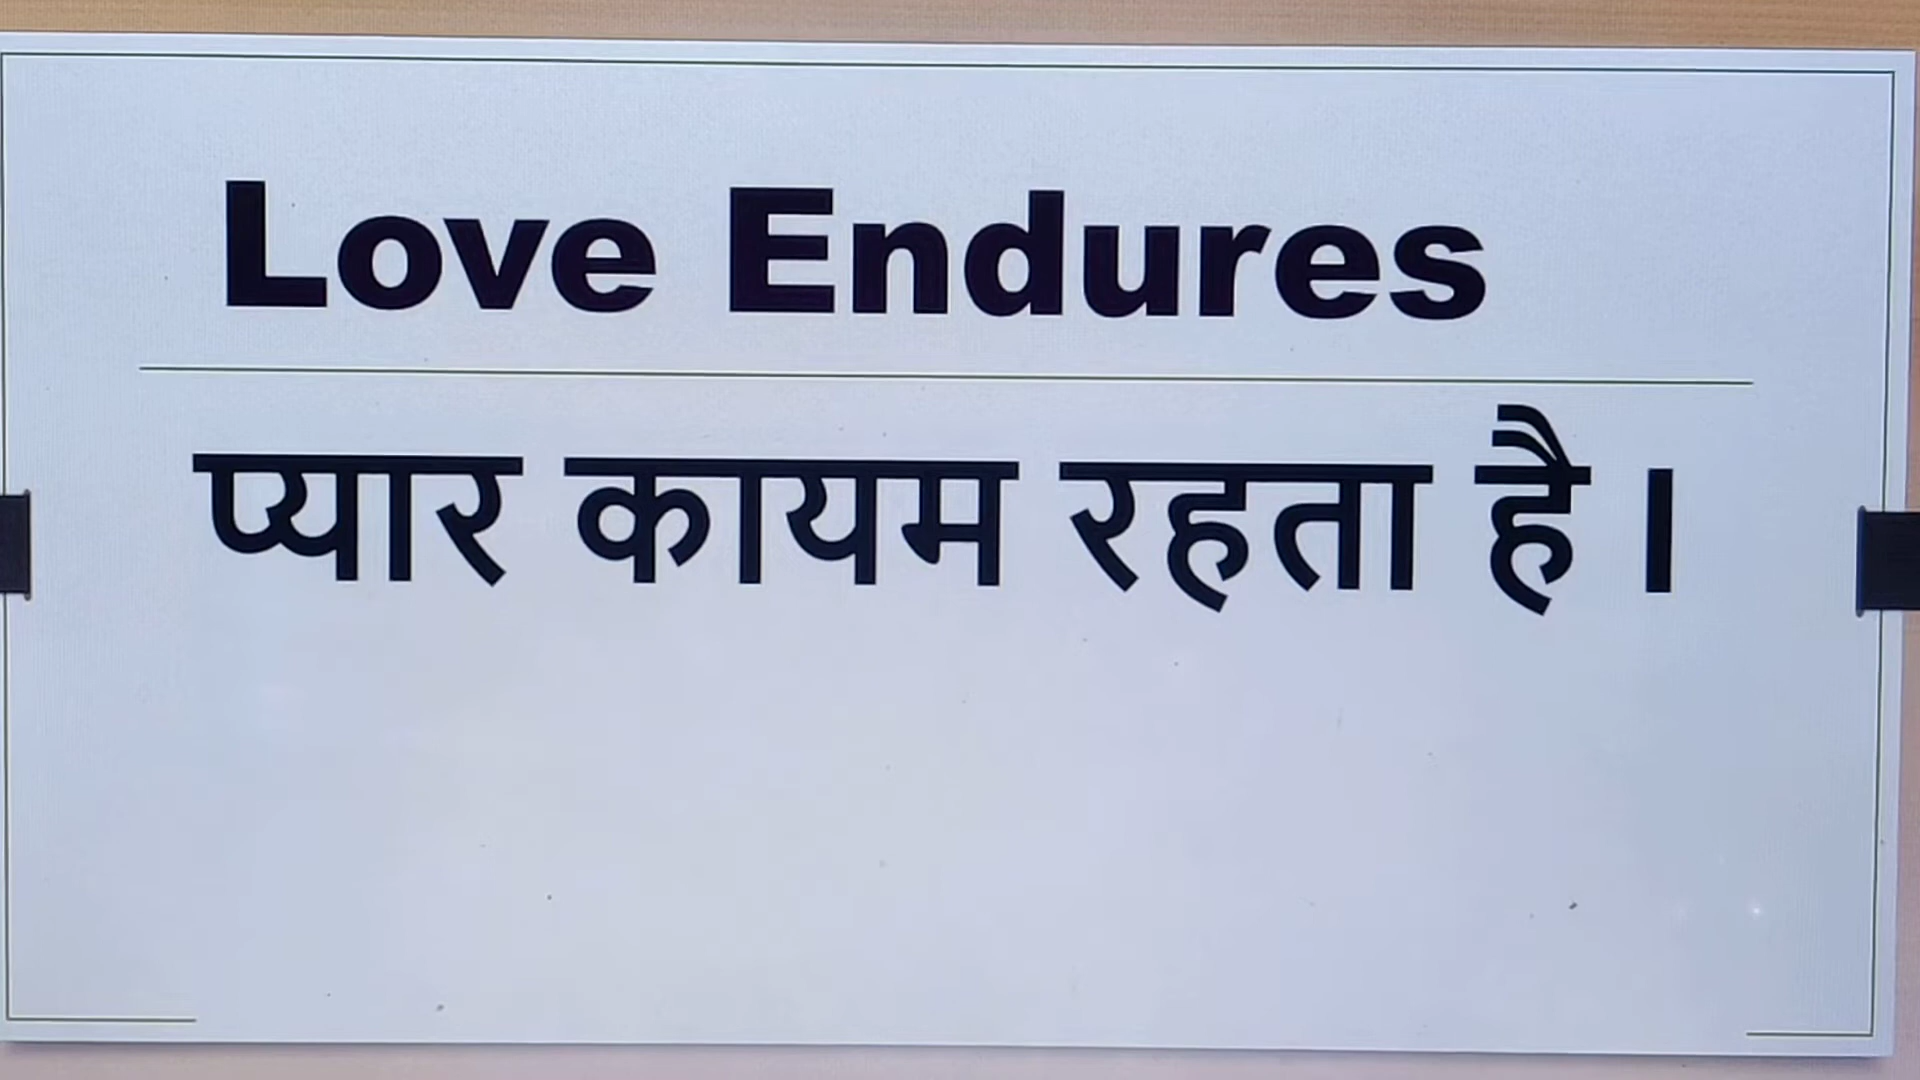 Love Endures
प्यार कायम रहता है ।